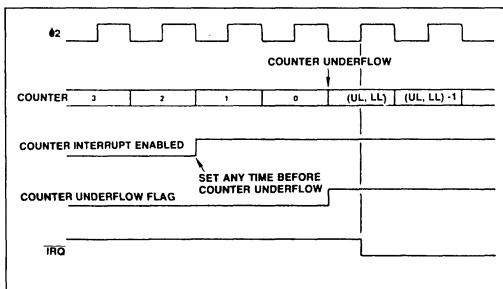 ϕ2
COUNTER UNDERFLOW
COUNTER 3 2 1 0 (UL, LL) (UL, LL) -1
COUNTER INTERRUPT ENABLED
SET ANY TIME BEFORE
COUNTER UNDERFLOW
COUNTER UNDERFLOW FLAG
IRQ